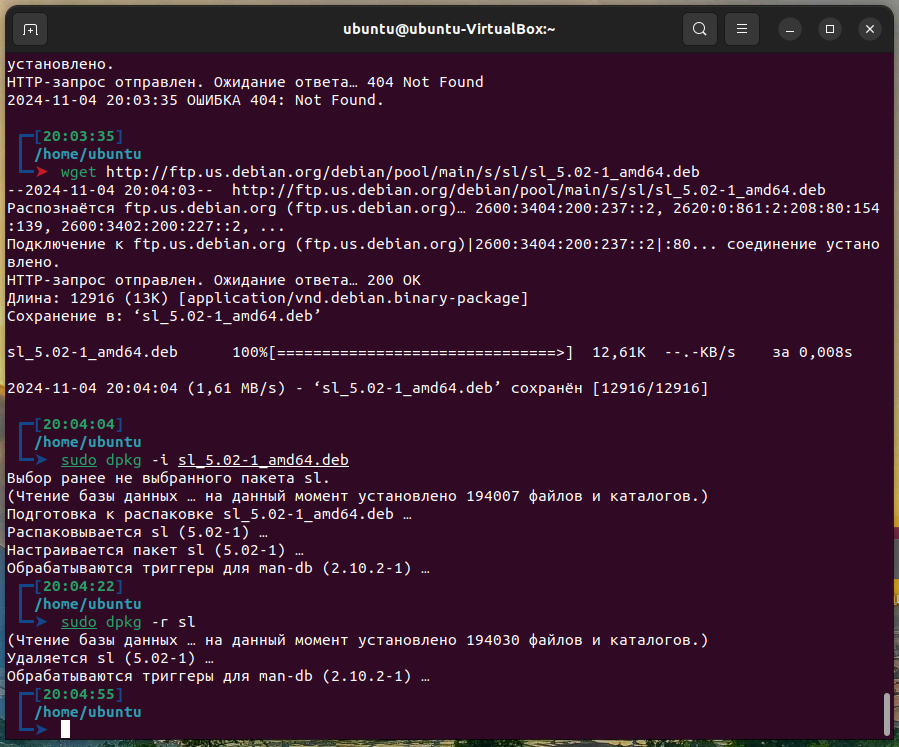 ubuntu@ubuntu-VirtualBox:~
установлено.
HTTP-запрос отправлен. Ожидание ответа… 404 Not Found
2024-11-04 20:03:35 ОШИБКА 404: Not Found.
[20:03:35]
/home/ubuntu
wget http://ftp.us.debian.org/debian/pool/main/s/sl/sl_5.02-1_amd64.deb
--2024-11-04 20:04:03--  http://ftp.us.debian.org/debian/pool/main/s/sl/sl_5.02-1_amd64.deb
Распознаётся ftp.us.debian.org (ftp.us.debian.org)… 2600:3404:200:237::2, 2620:0:861:2:208:80:154
:139, 2600:3402:200:227::2, ...
Подключение к ftp.us.debian.org (ftp.us.debian.org)|2600:3404:200:237::2|:80... соединение устано
влено.
HTTP-запрос отправлен. Ожидание ответа… 200 OK
Длина: 12916 (13K) [application/vnd.debian.binary-package]
Сохранение в: ‘sl_5.02-1_amd64.deb’
sl_5.02-1_amd64.deb      100%[===============================>]  12,61K  --.-KB/s    за 0,008s
2024-11-04 20:04:04 (1,61 MB/s) - ‘sl_5.02-1_amd64.deb’ сохранён [12916/12916]
[20:04:04]
/home/ubuntu
sudo dpkg -i sl_5.02-1_amd64.deb
Выбор ранее не выбранного пакета sl.
(Чтение базы данных … на данный момент установлено 194007 файлов и каталогов.)
Подготовка к распаковке sl_5.02-1_amd64.deb …
Распаковывается sl (5.02-1) …
Настраивается пакет sl (5.02-1) …
Обрабатываются триггеры для man-db (2.10.2-1) …
[20:04:22]
/home/ubuntu
sudo dpkg -r sl
(Чтение базы данных … на данный момент установлено 194030 файлов и каталогов.)
Удаляется sl (5.02-1) …
Обрабатываются триггеры для man-db (2.10.2-1) …
[20:04:55]
/home/ubuntu